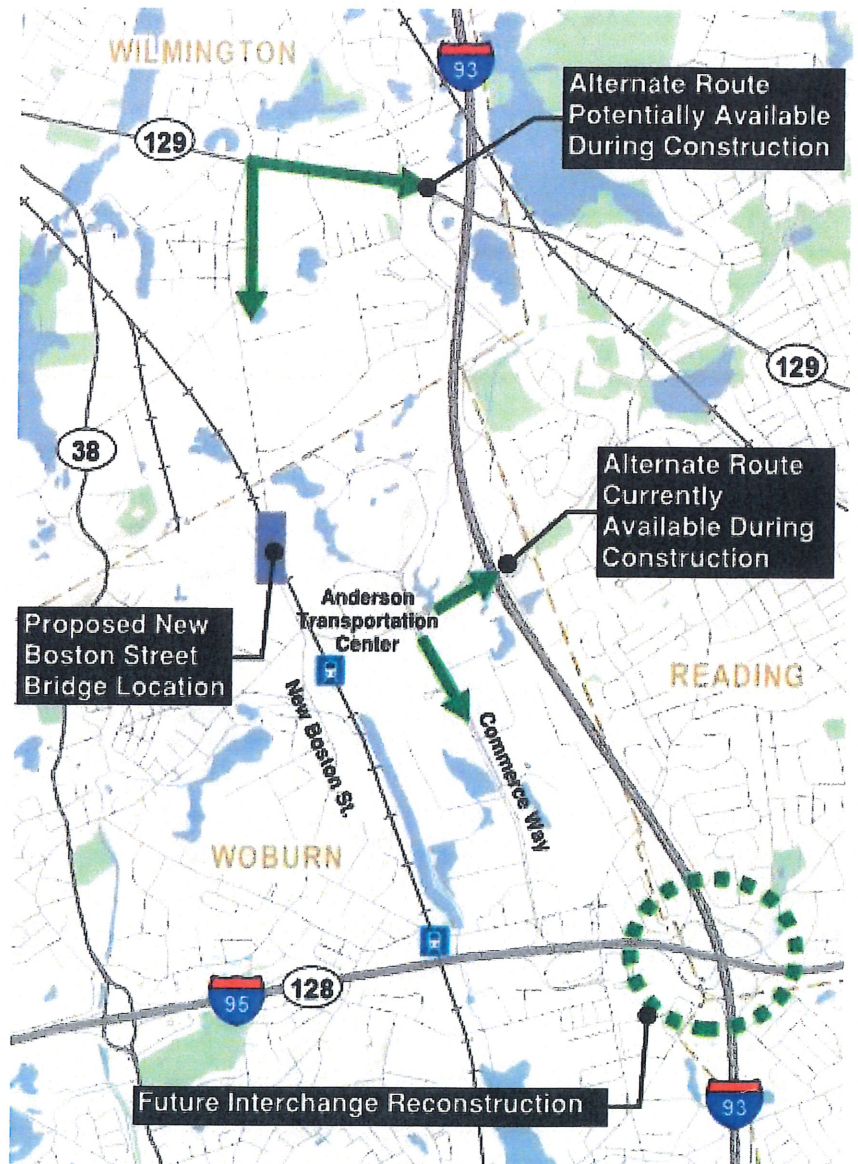 WILMINGTON
93
Alternate Route
Potentially Available
During Construction
129
129
38
Alternate Route
Currently
Available During
Construction
Anderson
Transportation
Center
Proposed New
Boston Street
Bridge Location
READING
New Boston St.
Commerce Way
WOBURN
95
128
Future Interchange Reconstruction
93